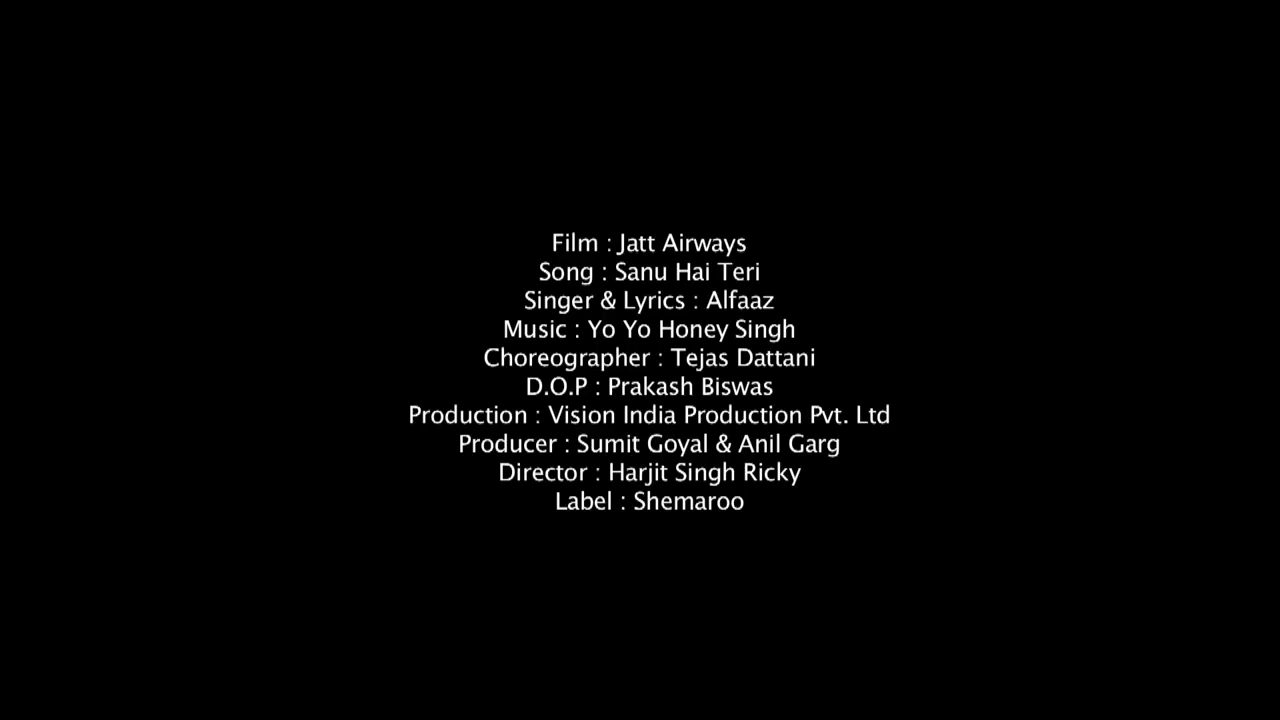 Film : Jatt Airways
Song : Sanu Hai Teri
Singer & Lyrics : Alfaaz
Music : Yo Yo Honey Singh
Choreographer : Tejas Dattani
D.O.P : Prakash Biswas
Production : Vision India Production Pvt. Ltd
Producer : Sumit Goyal & Anil Garg
Director : Harjit Singh Ricky
Label : Shemaroo